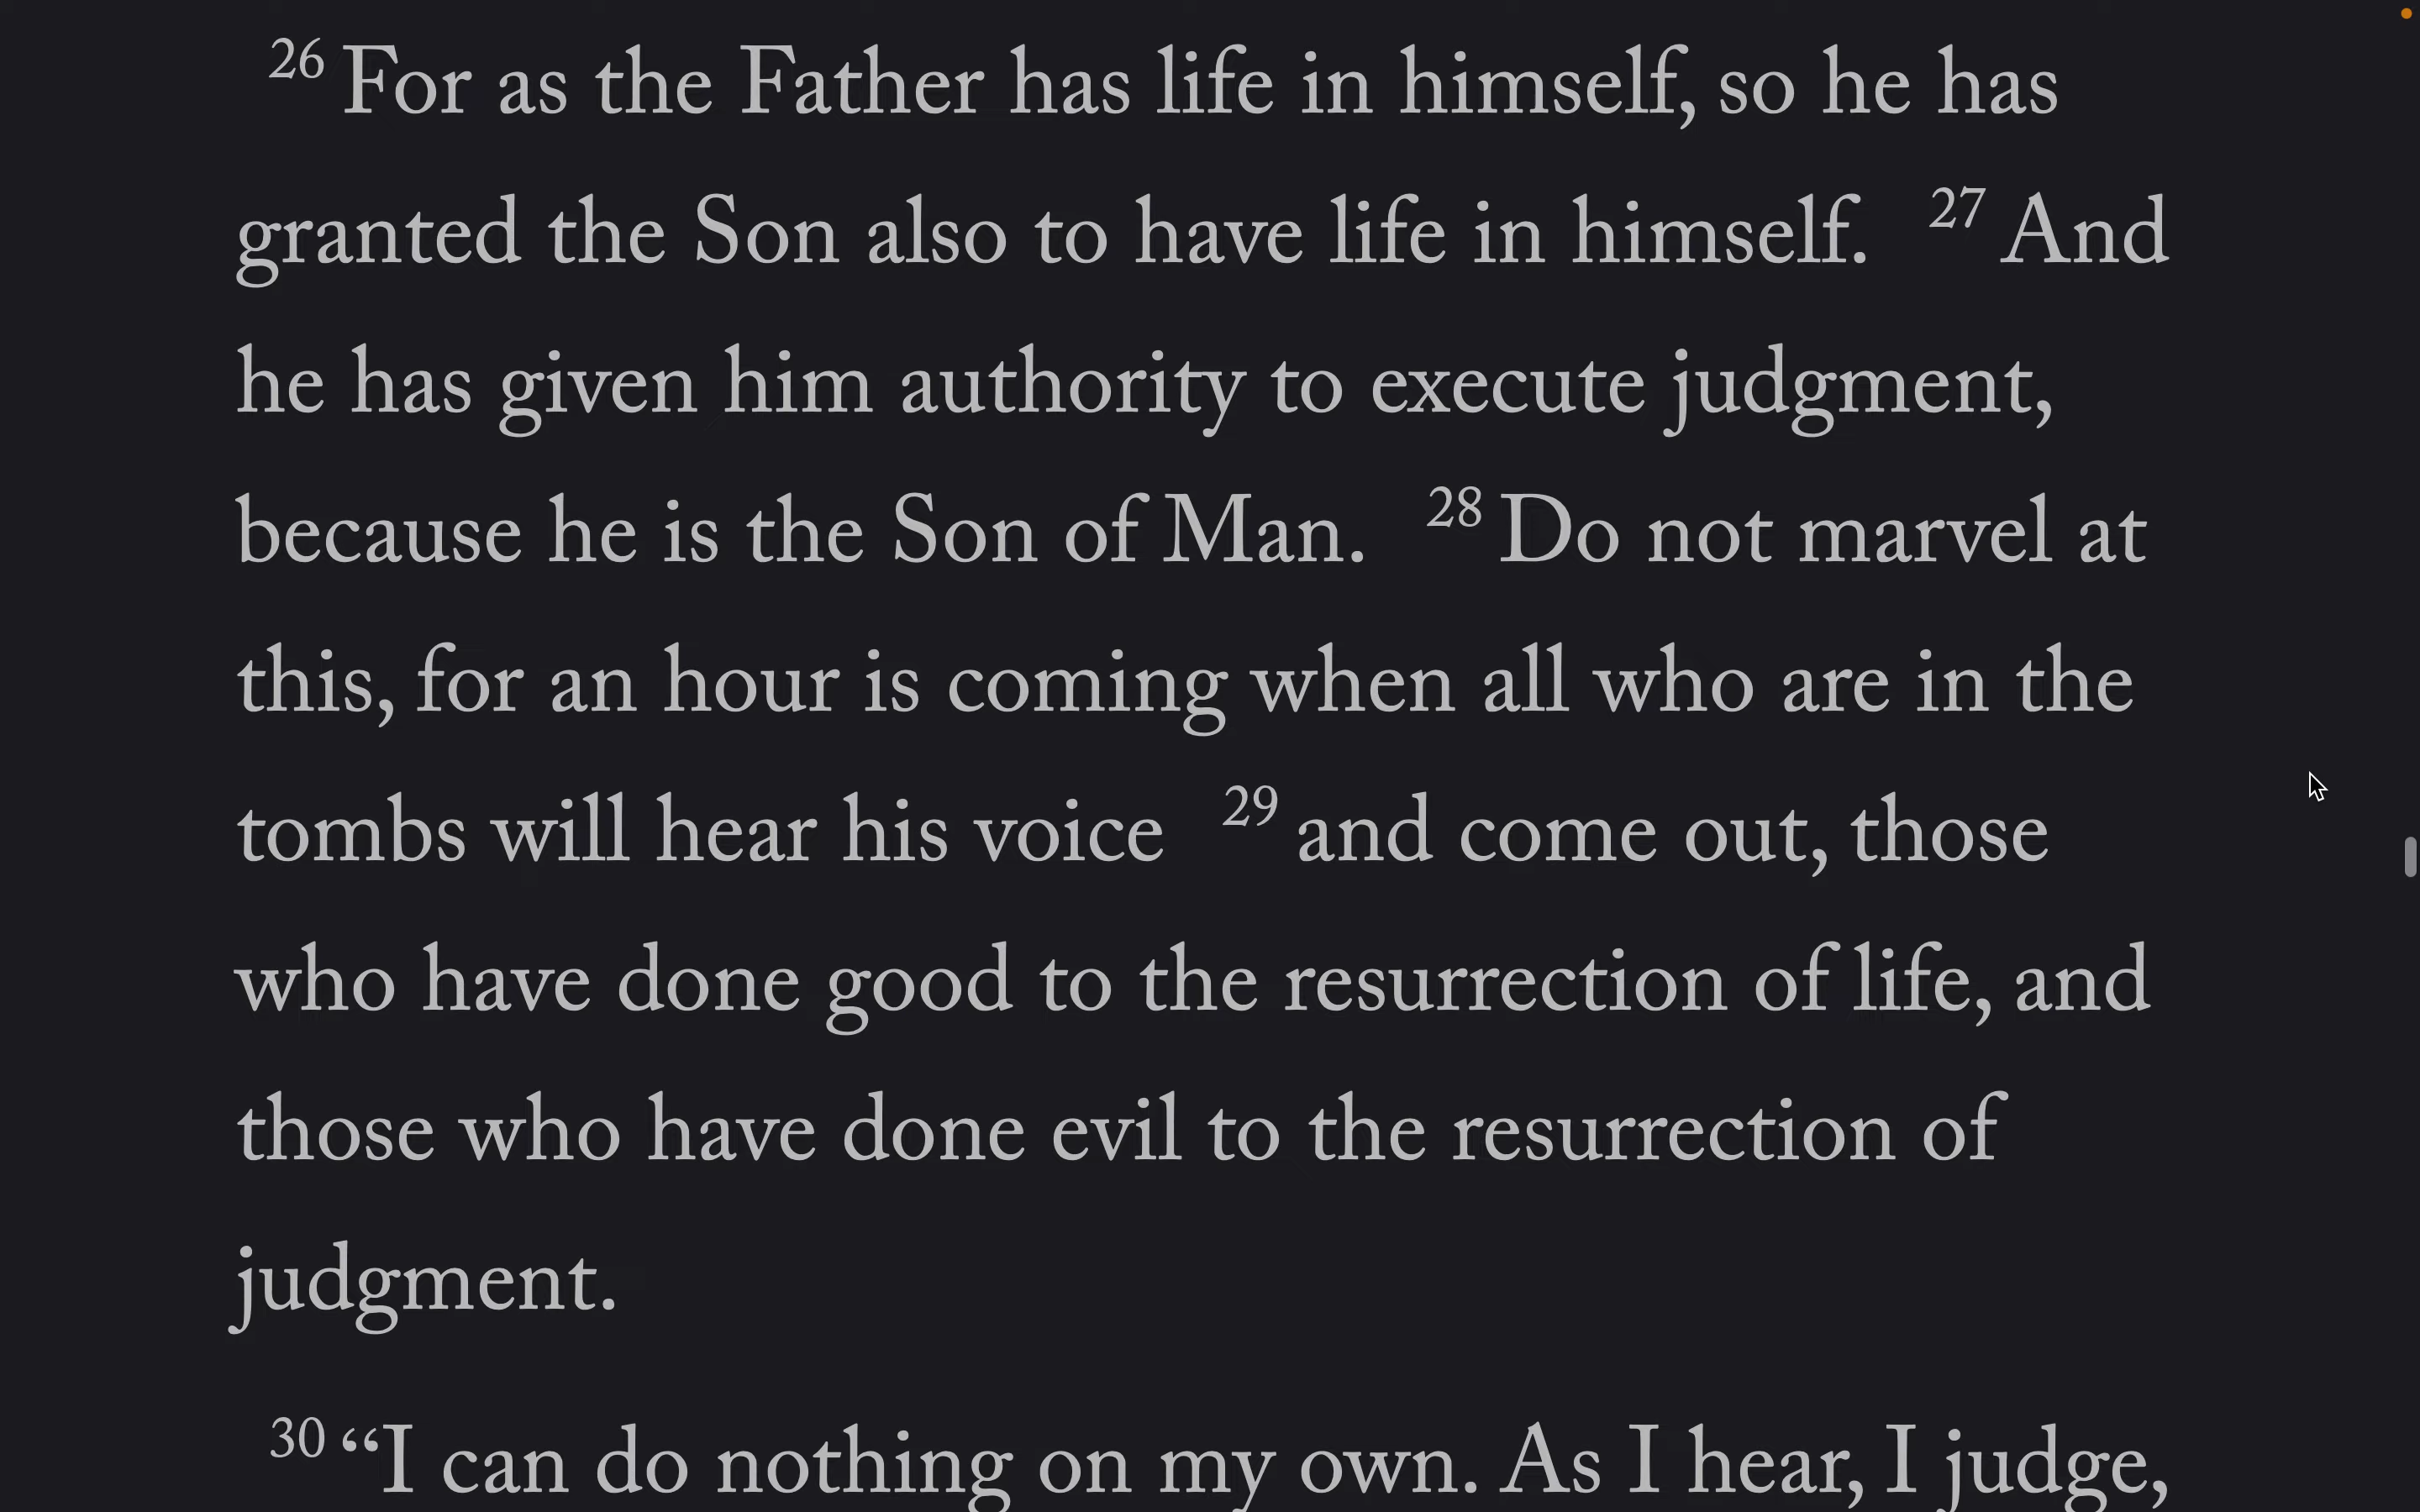 26 For as the Father has life in himself, so he has
granted the Son also to have life in himself. 27 And
he has given him authority to execute judgment,
because he is the Son of Man. 28 Do not marvel at
this, for an hour is coming when all who are in the
tombs will hear his voice 29 and come out, those
who have done good to the resurrection of life, and
those who have done evil to the resurrection of
judgment.
30 “I can do nothing on my own. As I hear, I judge,